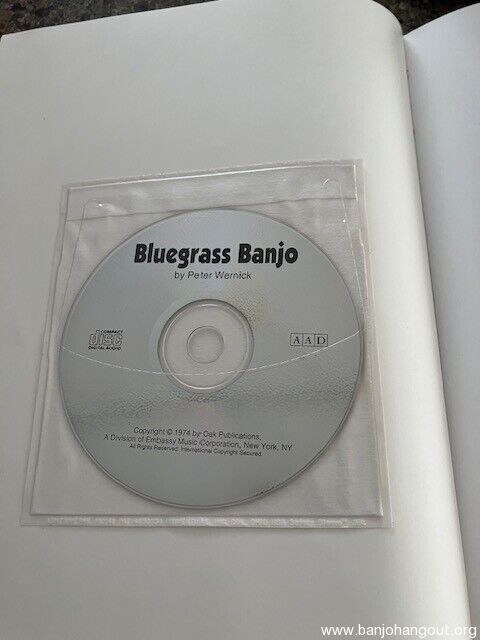 Bluegrass Banjo
by Peter Wernick
COMPACT
disc
DIGITAL AUDIO
AAD
Copyright © 1974 by Oak Publications,
A Division of Embassy Music Corporation, New York, NY
All Rights Reserved. International Copyright Secured.
www.banjohangout.org